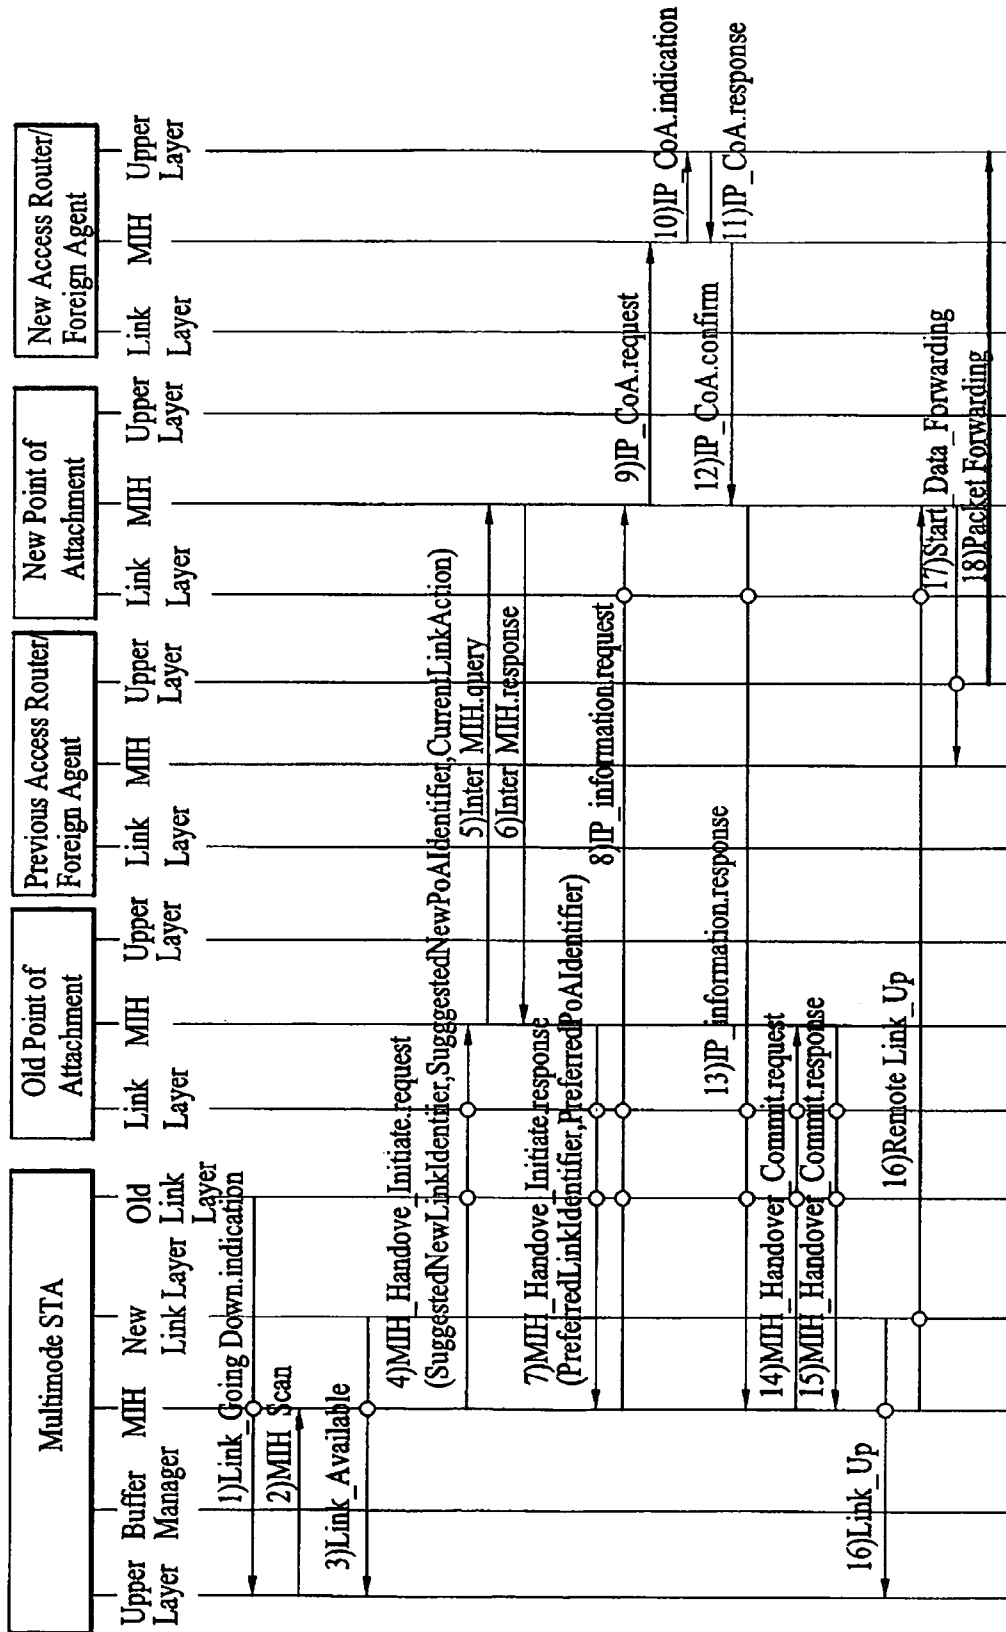 Multimode STA
Old Point of
Attachment
Previous Access Router/
Foreign Agent
New Point of
Attachment
New Access Router/
Foreign Agent
Upper
Layer
Buffer
Manager
MIH
New
Link Layer
Old
Link
Layer
Link
Layer
MIH
Upper
Layer
Link
Layer
MIH
Upper
Layer
Link
Layer
MIH
Upper
Layer
Link
Layer
MIH
Upper
Layer
1)Link_Going Down.indication
2)MIH_Scan
3)Link_Available
4)MIH_Handove_Initiate.request
(SuggestedNewLinkIdentifier,SugggestedNewPoAIdentifier,CurrentLinkAction)
5)Inter_MIH.query
6)Inter_MIH.response
7)MIH_Handove_Initiate.response
(PreferredLinkIdentifier,PreferredPoAIdentifier)
8)IP_information.request
9)IP_CoA.request
10)IP_CoA.indication
11)IP_CoA.response
12)IP_CoA.confirm
13)IP_information.response
14)MIH_Handover_Commit.request
15)MIH_Handover_Commit.response
16)Link_Up
16)Remote Link_Up
17)Start_Data_Forwarding
18)Packet Forwarding